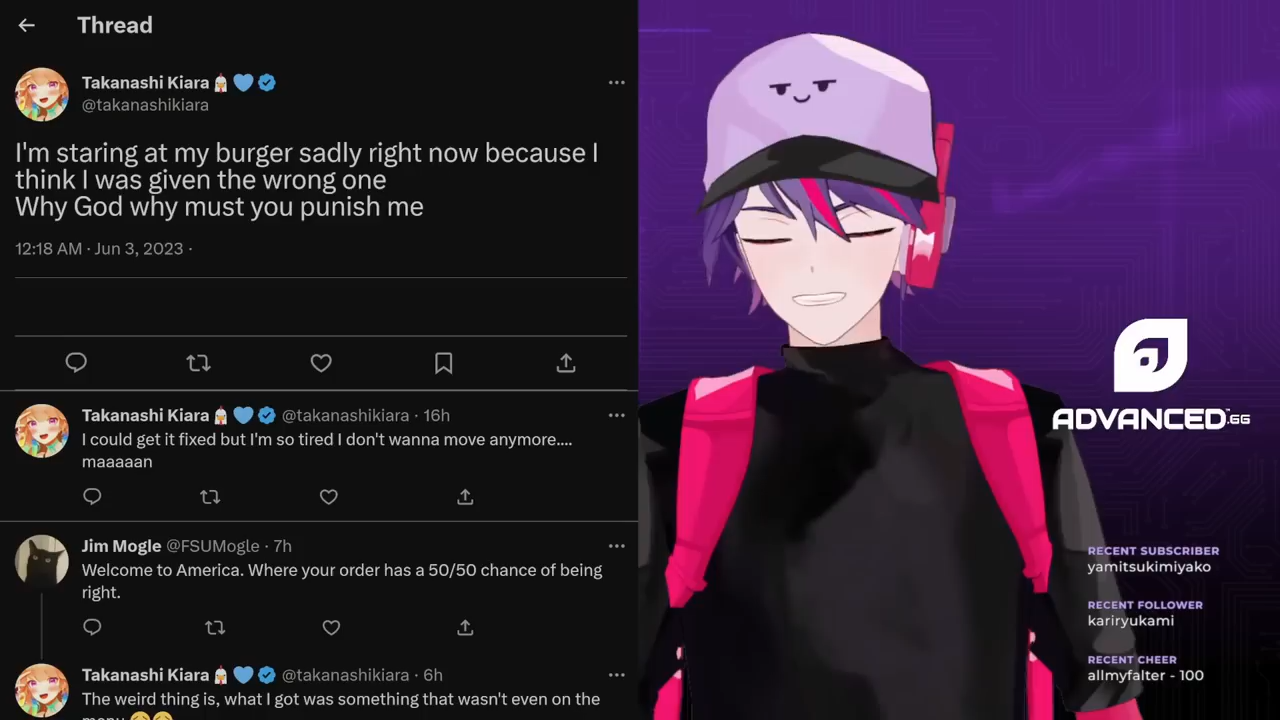 Thread
Takanashi Kiara
@takanashikiara
I'm staring at my burger sadly right now because I
think I was given the wrong one
Why God why must you punish me
12:18 AM · Jun 3, 2023 ·
Takanashi Kiara @takanashikiara · 16h
I could get it fixed but I'm so tired I don't wanna move anymore....
maaaaan
Jim Mogle @FSUMogle · 7h
Welcome to America. Where your order has a 50/50 chance of being
right.
Takanashi Kiara @takanashikiara · 6h
The weird thing is, what I got was something that wasn't even on the
menu
ADVANCED™.GG
RECENT SUBSCRIBER
yamitsukimiyako
RECENT FOLLOWER
kariryukami
RECENT CHEER
allmyfalter - 100